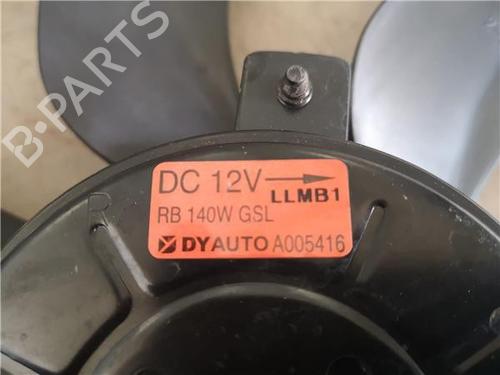 B-PARTS
DC 12V
LLMB1
RB 140W GSL
DYAUTO A005416
R